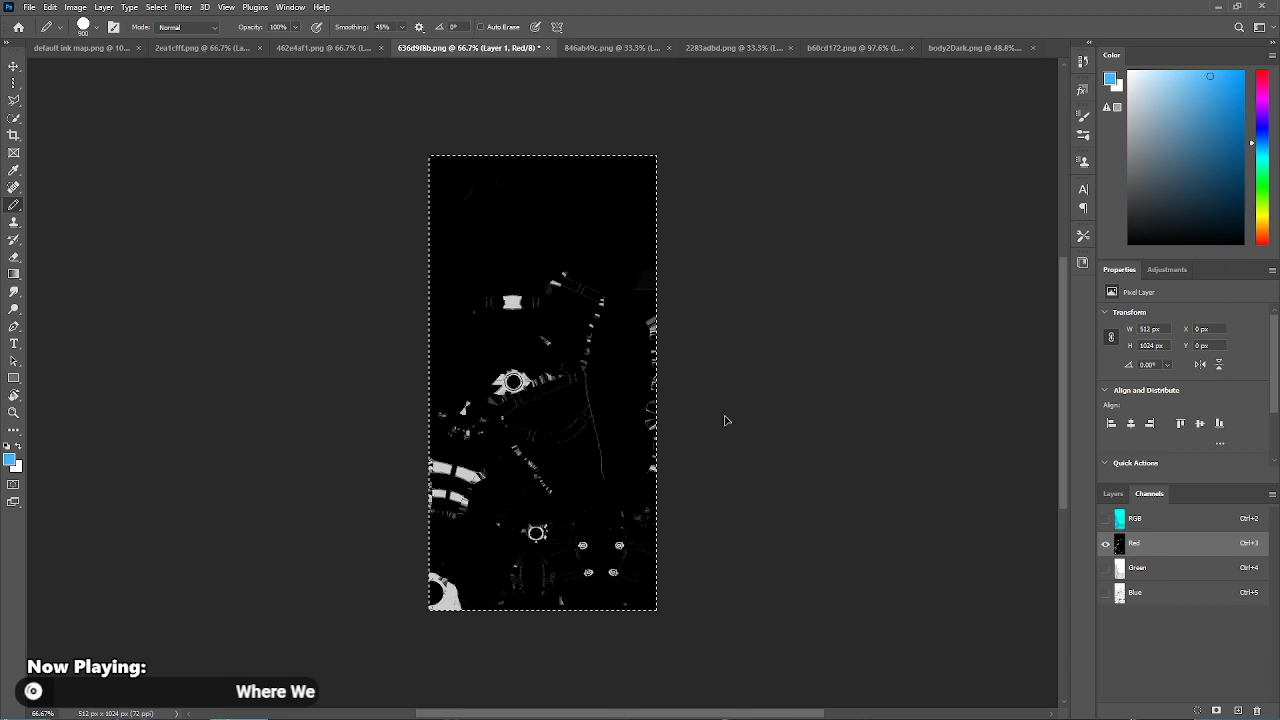 File Edit Image Layer Type Select Filter 3D View Plugins Window Help
900 Mode: Normal Opacity: 100% Smoothing: 45% 0° Auto Erase
default ink map.png @ 10... × 2ea1cfff.png @ 66.7% (La... × 462e4af1.png @ 66.7% (L... × 636d9f8b.png @ 66.7% (Layer 1, Red/8) * × 846ab49c.png @ 33.3% (L... × 2283adbd.png @ 33.3% (L... × b60cd172.png @ 97.6% (L... × body2Dark.png @ 48.8%... ×
Color
Properties Adjustments
Pixel Layer
Transform
W 512 px X 0 px
H 1024 px Y 0 px
0.00°
Align and Distribute
Align:
Quick Actions
Layers Channels
RGB Ctrl+2
Red Ctrl+3
Green Ctrl+4
Blue Ctrl+5
Now Playing:
Where We
66.67% 512 px x 1024 px (72 ppi)